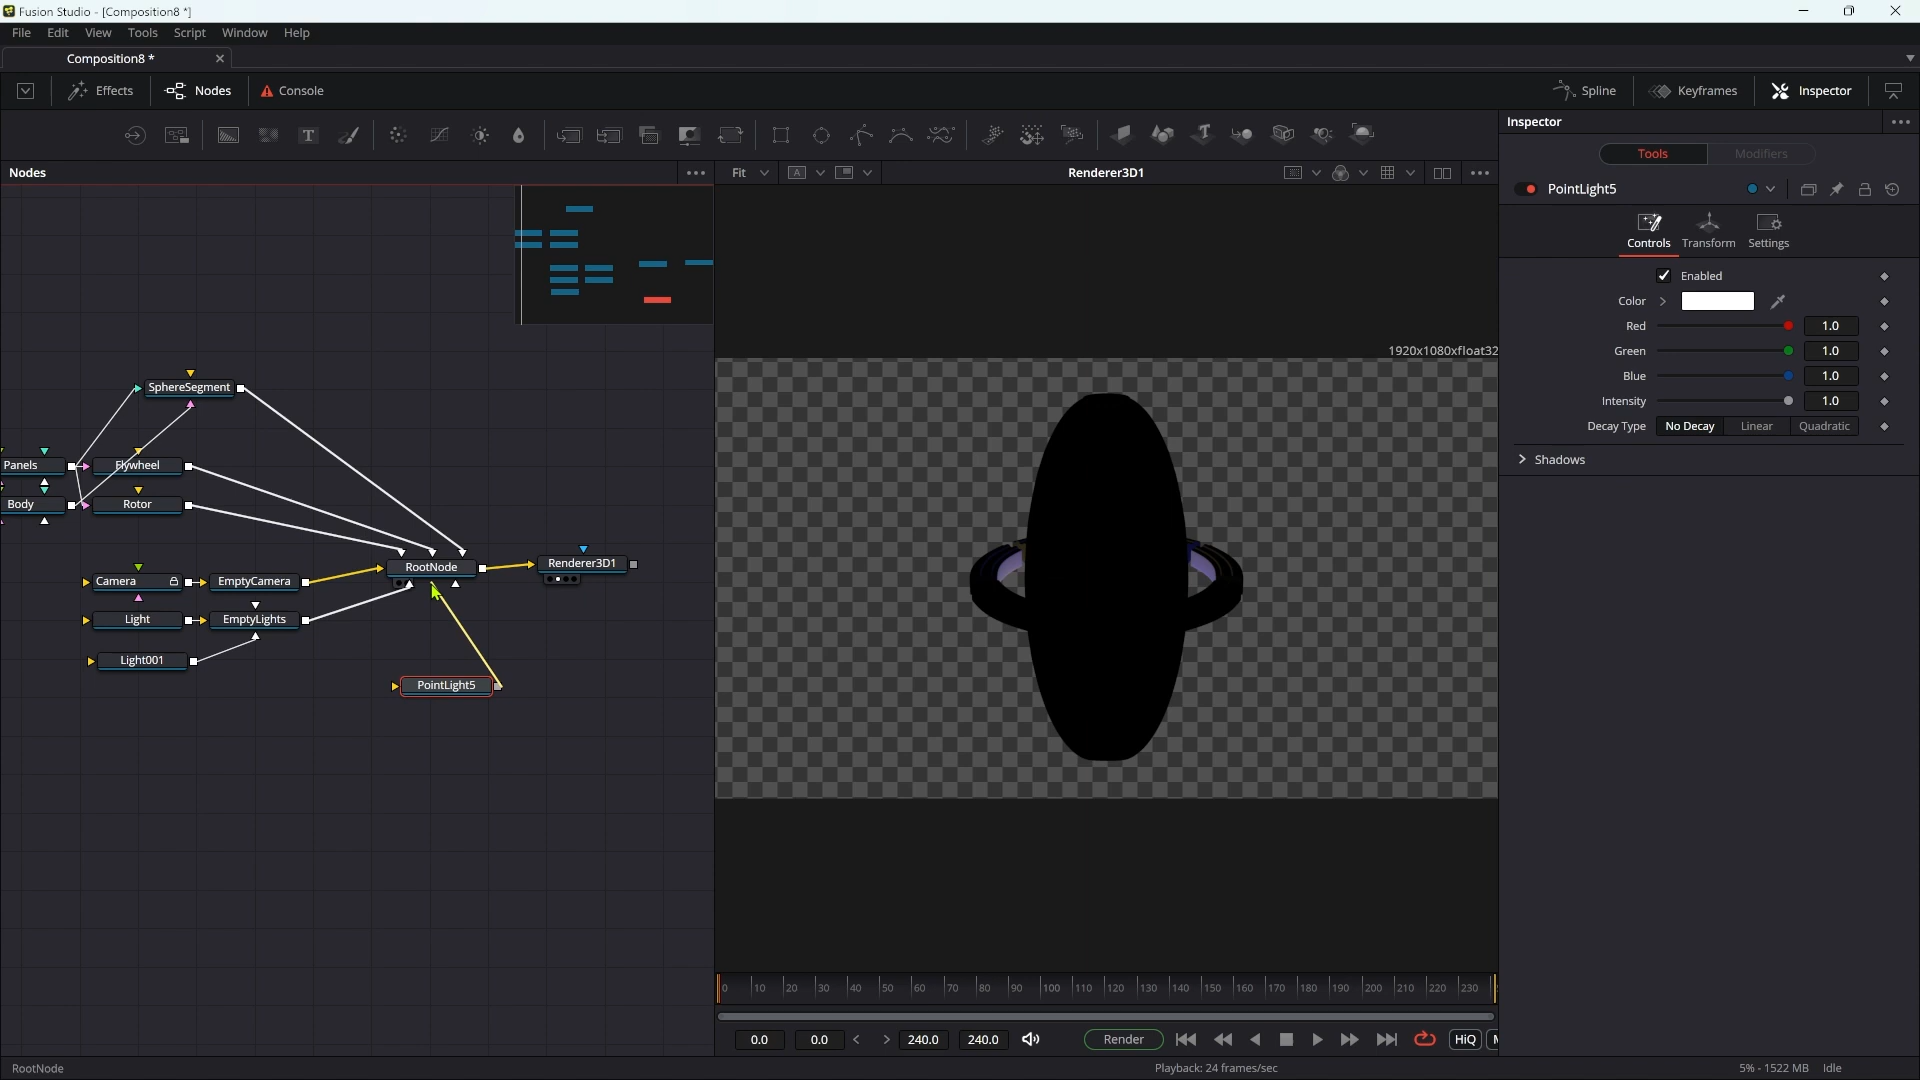 Fusion Studio - [Composition8 *]
File Edit View Tools Script Window Help
Composition8 *
Effects Nodes Console Spline Keyframes Inspector
Inspector
Tools Modifiers
Nodes Fit A Renderer3D1
PointLight5
Controls Transform Settings
Enabled
Color
Red 1.0
Green 1.0
Blue 1.0
Intensity 1.0
Decay Type No Decay Linear Quadratic
Shadows
1920x1080xfloat32
SphereSegment
Panels Flywheel
Body Rotor
RootNode Renderer3D1
Camera EmptyCamera
Light EmptyLights
Light001
PointLight5
0 10 20 30 40 50 60 70 80 90 100 110 120 130 140 150 160 170 180 190 200 210 220 230
0.0 0.0 < > 240.0 240.0 Render HiQ M
RootNode Playback: 24 frames/sec 5% - 1522 MB Idle